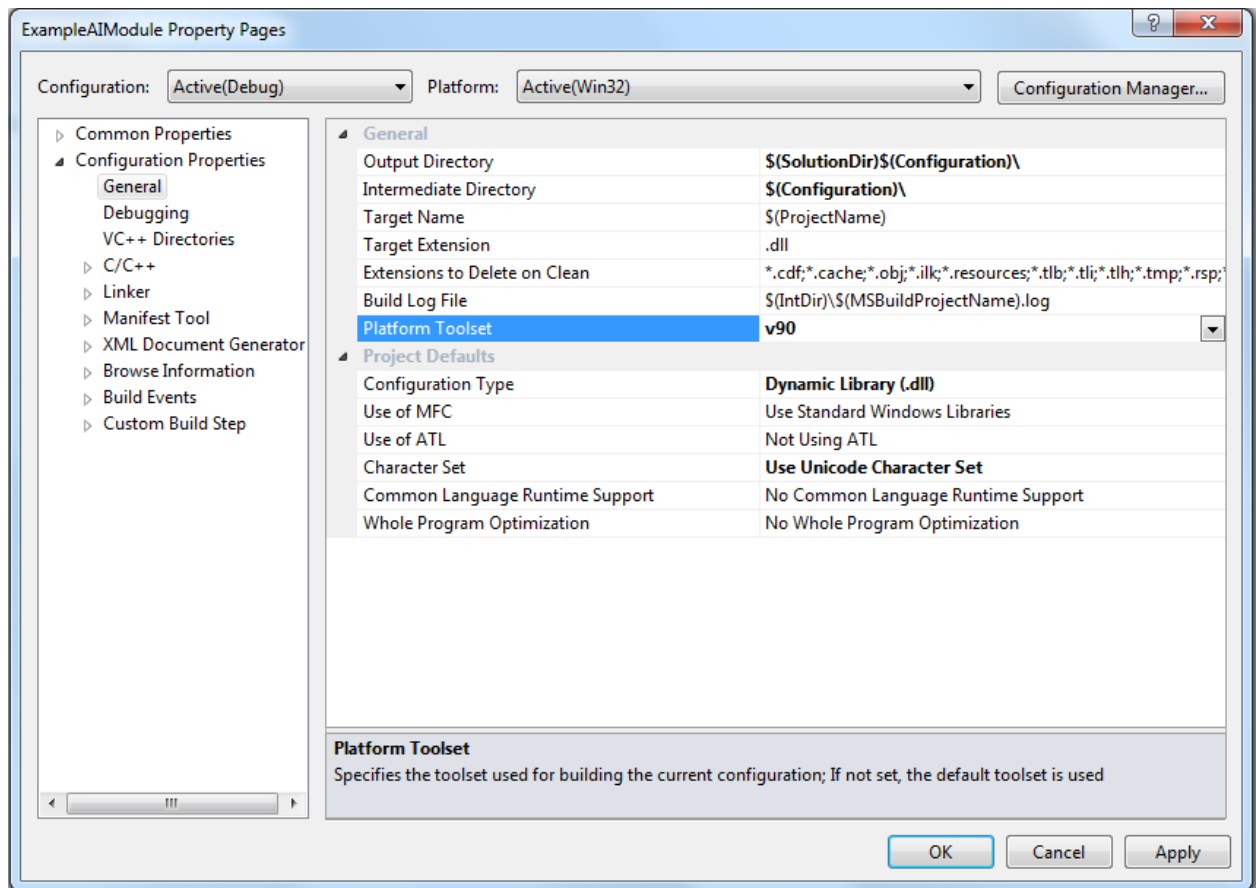 ExampleAIModule Property Pages
Configuration: Active(Debug) Platform: Active(Win32) Configuration Manager...
Common Properties
Configuration Properties
General
Debugging
VC++ Directories
C/C++
Linker
Manifest Tool
XML Document Generator
Browse Information
Build Events
Custom Build Step
General
Output Directory $(SolutionDir)$(Configuration)\
Intermediate Directory $(Configuration)\
Target Name $(ProjectName)
Target Extension .dll
Extensions to Delete on Clean *.cdf;*.cache;*.obj;*.ilk;*.resources;*.tlb;*.tli;*.tlh;*.tmp;*.rsp;
Build Log File $(IntDir)\$(MSBuildProjectName).log
Platform Toolset v90
Project Defaults
Configuration Type Dynamic Library (.dll)
Use of MFC Use Standard Windows Libraries
Use of ATL Not Using ATL
Character Set Use Unicode Character Set
Common Language Runtime Support No Common Language Runtime Support
Whole Program Optimization No Whole Program Optimization
Platform Toolset
Specifies the toolset used for building the current configuration; If not set, the default toolset is used
OK Cancel Apply